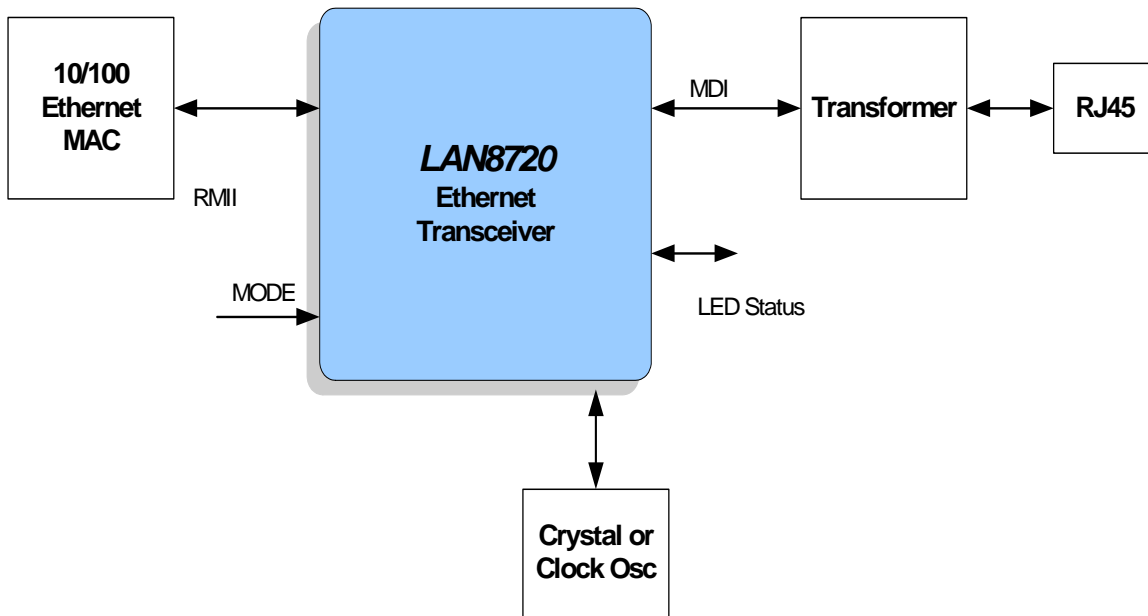 10/100
Ethernet
MAC
RMII
MODE
LAN8720
Ethernet
Transceiver
MDI
Transformer
RJ45
LED Status
Crystal or
Clock Osc